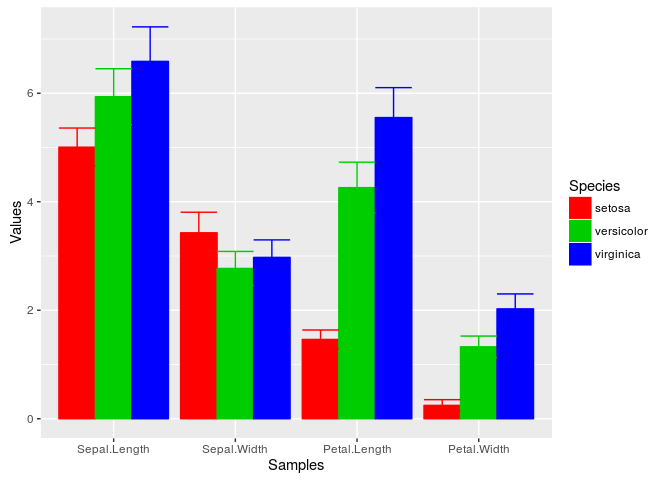 6
4
2
0
Values
Sepal.Length
Sepal.Width
Petal.Length
Petal.Width
Samples
Species
setosa
versicolor
virginica